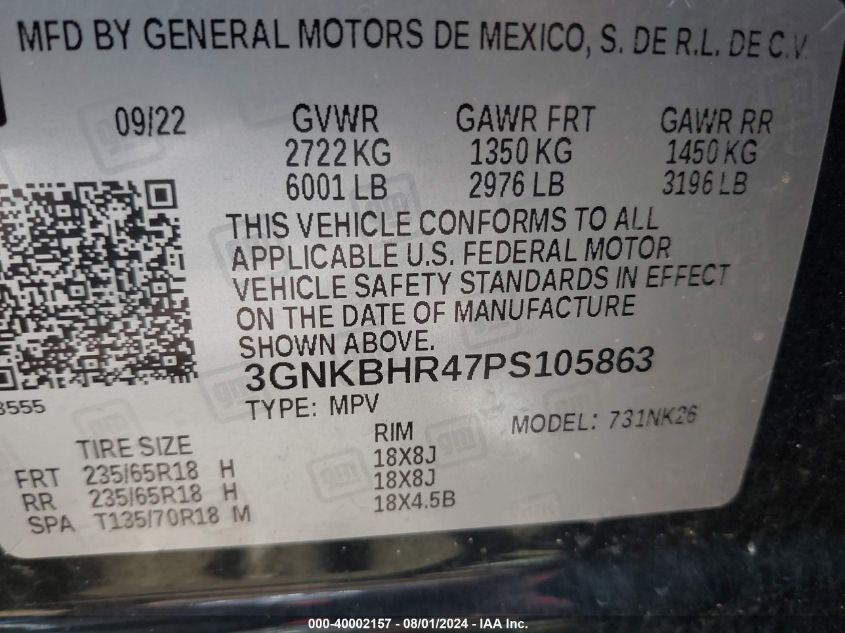 MFD BY GENERAL MOTORS DE MEXICO, S. DE R.L. DE C.V.
09/22 GVWR GAWR FRT GAWR RR
2722 KG 1350 KG 1450 KG
6001 LB 2976 LB 3196 LB
THIS VEHICLE CONFORMS TO ALL
APPLICABLE U.S. FEDERAL MOTOR
VEHICLE SAFETY STANDARDS IN EFFECT
ON THE DATE OF MANUFACTURE
SHOWN ABOVE.
3GNKBHR47PS105863
3555
TYPE: MPV MODEL: 731NK26
TIRE SIZE RIM
FRT 235/65R18 H 18X8J
RR 235/65R18 H 18X8J
SPA T135/70R18 M 18X4.5B
000-40002157 - 08/01/2024 - IAA Inc.